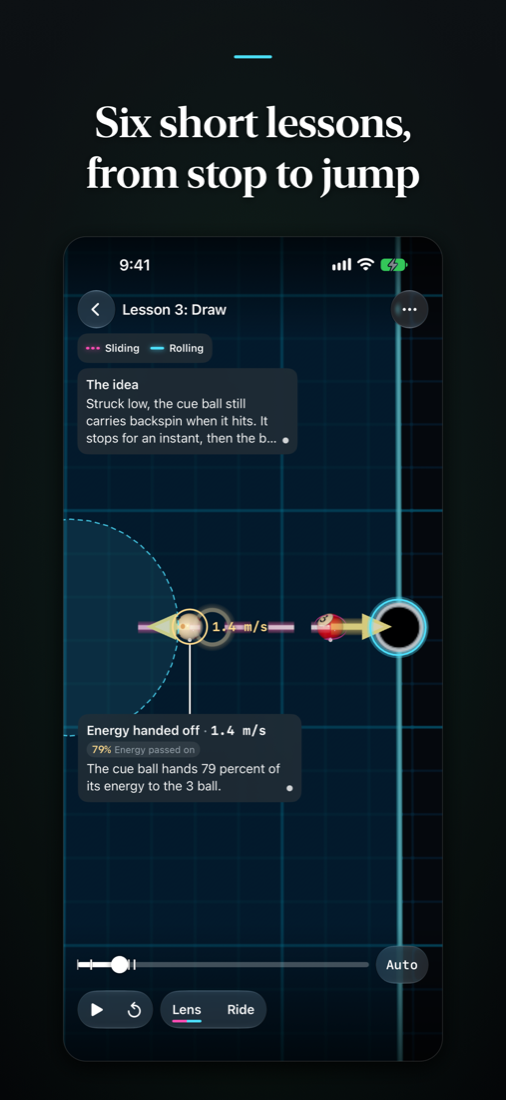 Six short lessons,
from stop to jump
9:41
Lesson 3: Draw
Sliding
Rolling
The idea
Struck low, the cue ball still
carries backspin when it hits. It
stops for an instant, then the b...
1.4 m/s
3
Energy handed off · 1.4 m/s
79% Energy passed on
The cue ball hands 79 percent of
its energy to the 3 ball.
Auto
Lens
Ride